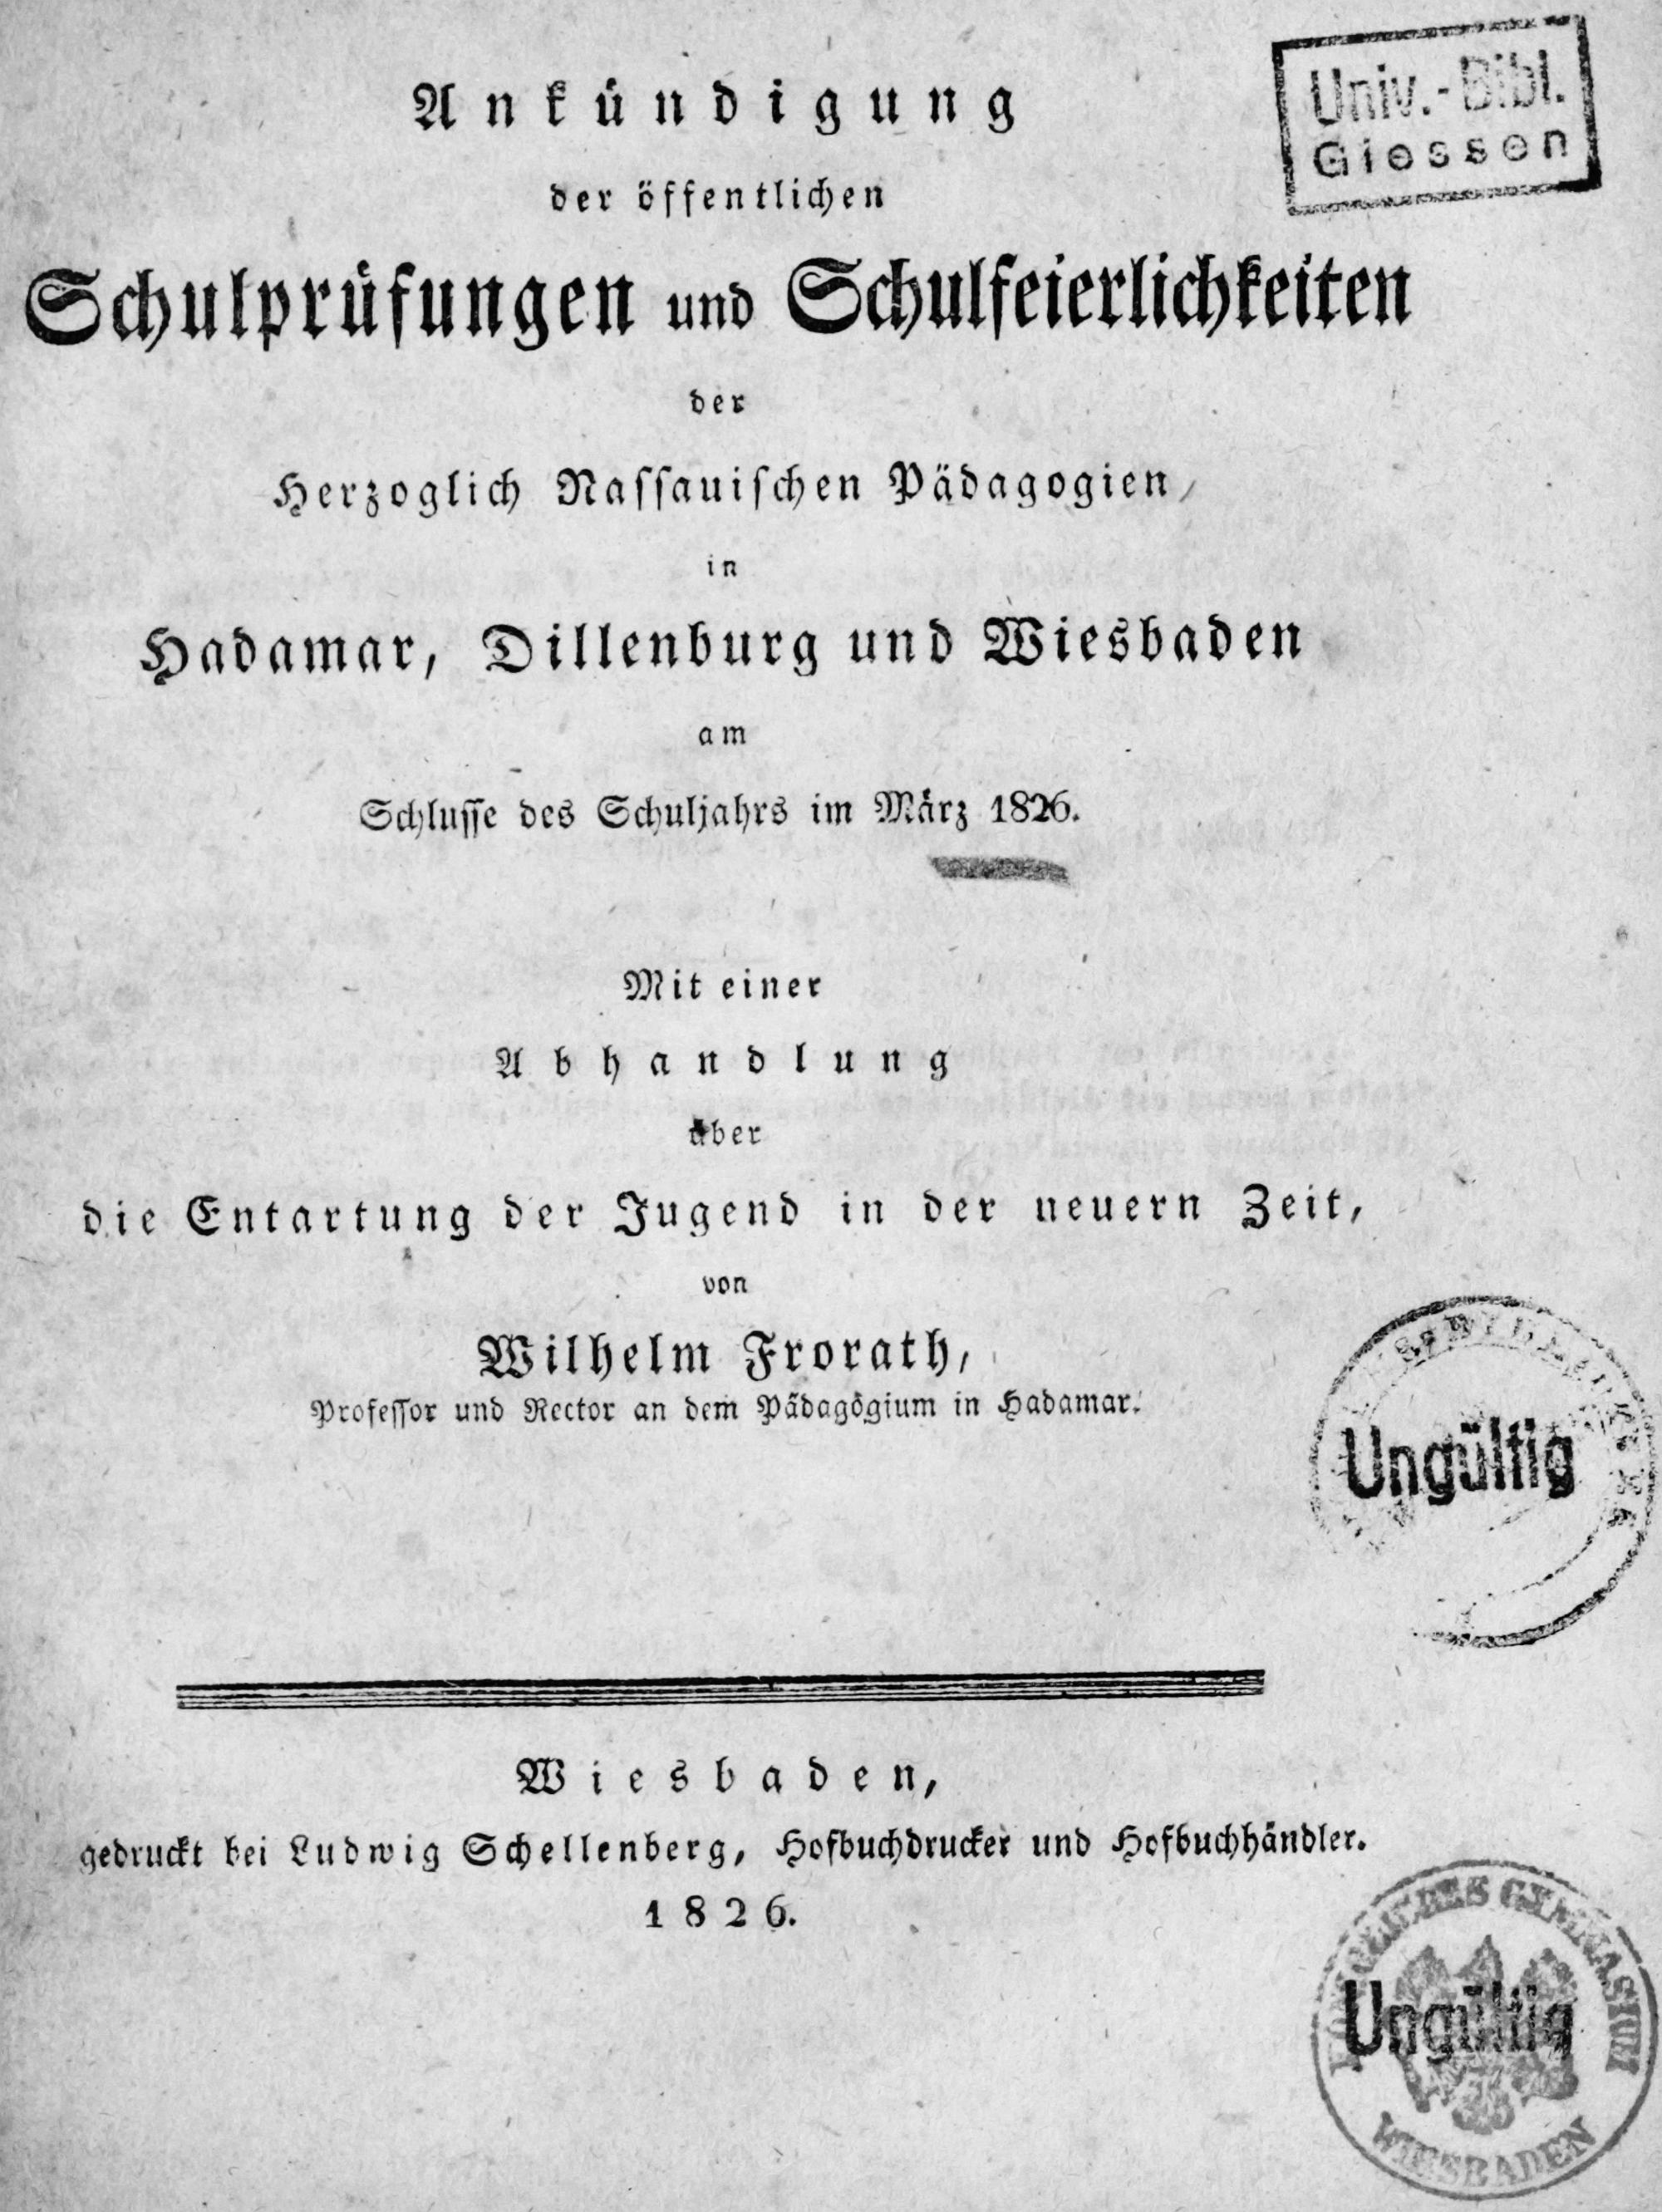 Univ.-Bibl.
Giessen
Ankündigung
der öffentlichen
Schulprüfungen und Schulfeierlichkeiten
der
Herzoglich Nassauischen Pädagogien,
in
Hadamar, Dillenburg und Wiesbaden
am
Schlusse des Schuljahrs im März 1826.
Mit einer
Abhandlung
über
die Entartung der Jugend in der neuern Zeit,
von
Wilhelm Frorath,
Professor und Rector an dem Pädagogium in Hadamar.
Ungültig
Wiesbaden,
gedruckt bei Ludwig Schellenberg, Hofbuchdrucker und Hofbuchhändler.
1826.
KÖNIGLICHES GYMNASIUM
Ungültig
WIESBADEN